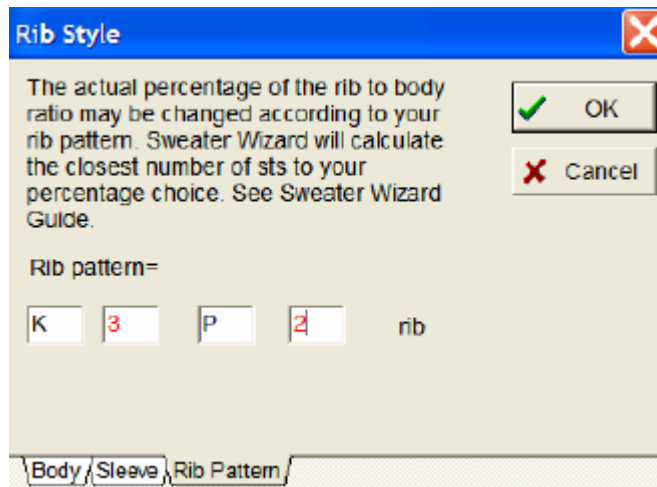 Rib Style
The actual percentage of the rib to body
ratio may be changed according to your
rib pattern. Sweater Wizard will calculate
the closest number of sts to your
percentage choice. See Sweater Wizard
Guide.
OK
Cancel
Rib pattern=
K 3 P 2 rib
Body Sleeve Rib Pattern